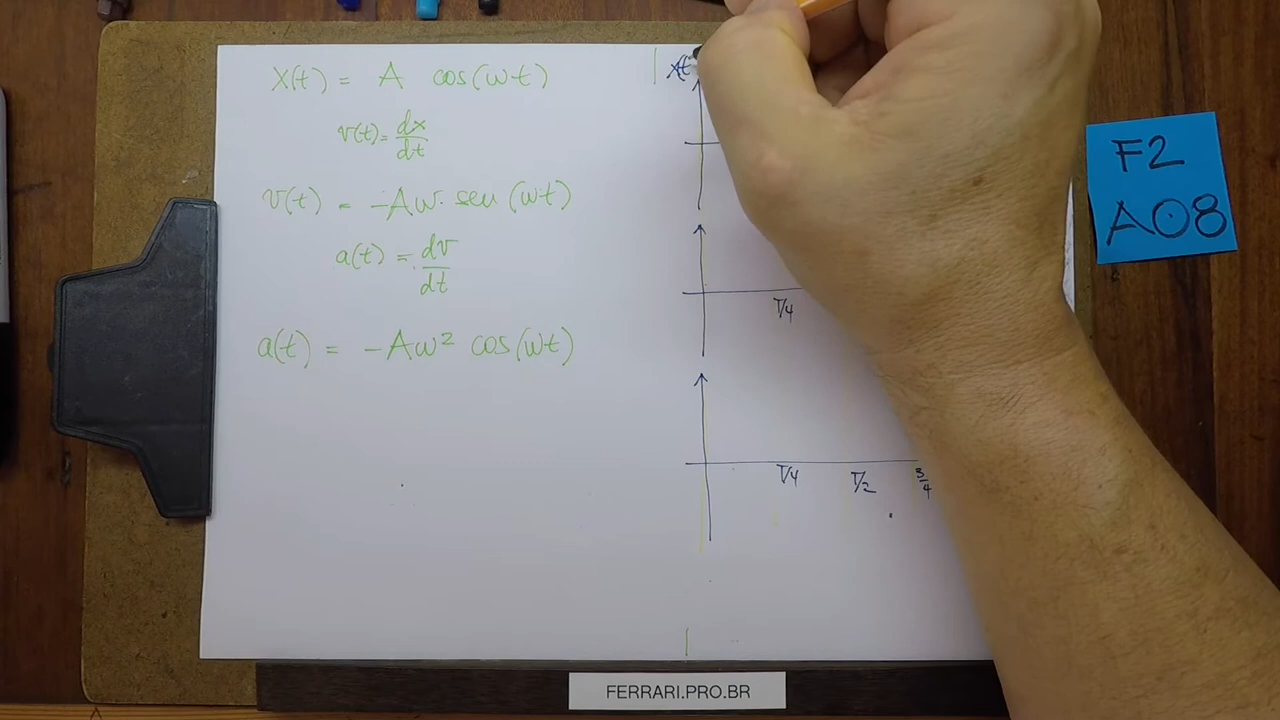 x(t) = A cos(ωt)
v(t) = dx/dt
v(t) = -Aω · sen(ωt)
a(t) = dv/dt
a(t) = -Aω² cos(ωt)
x(t
T/4
T/4 T/2 3/4
F2
A08
FERRARI.PRO.BR